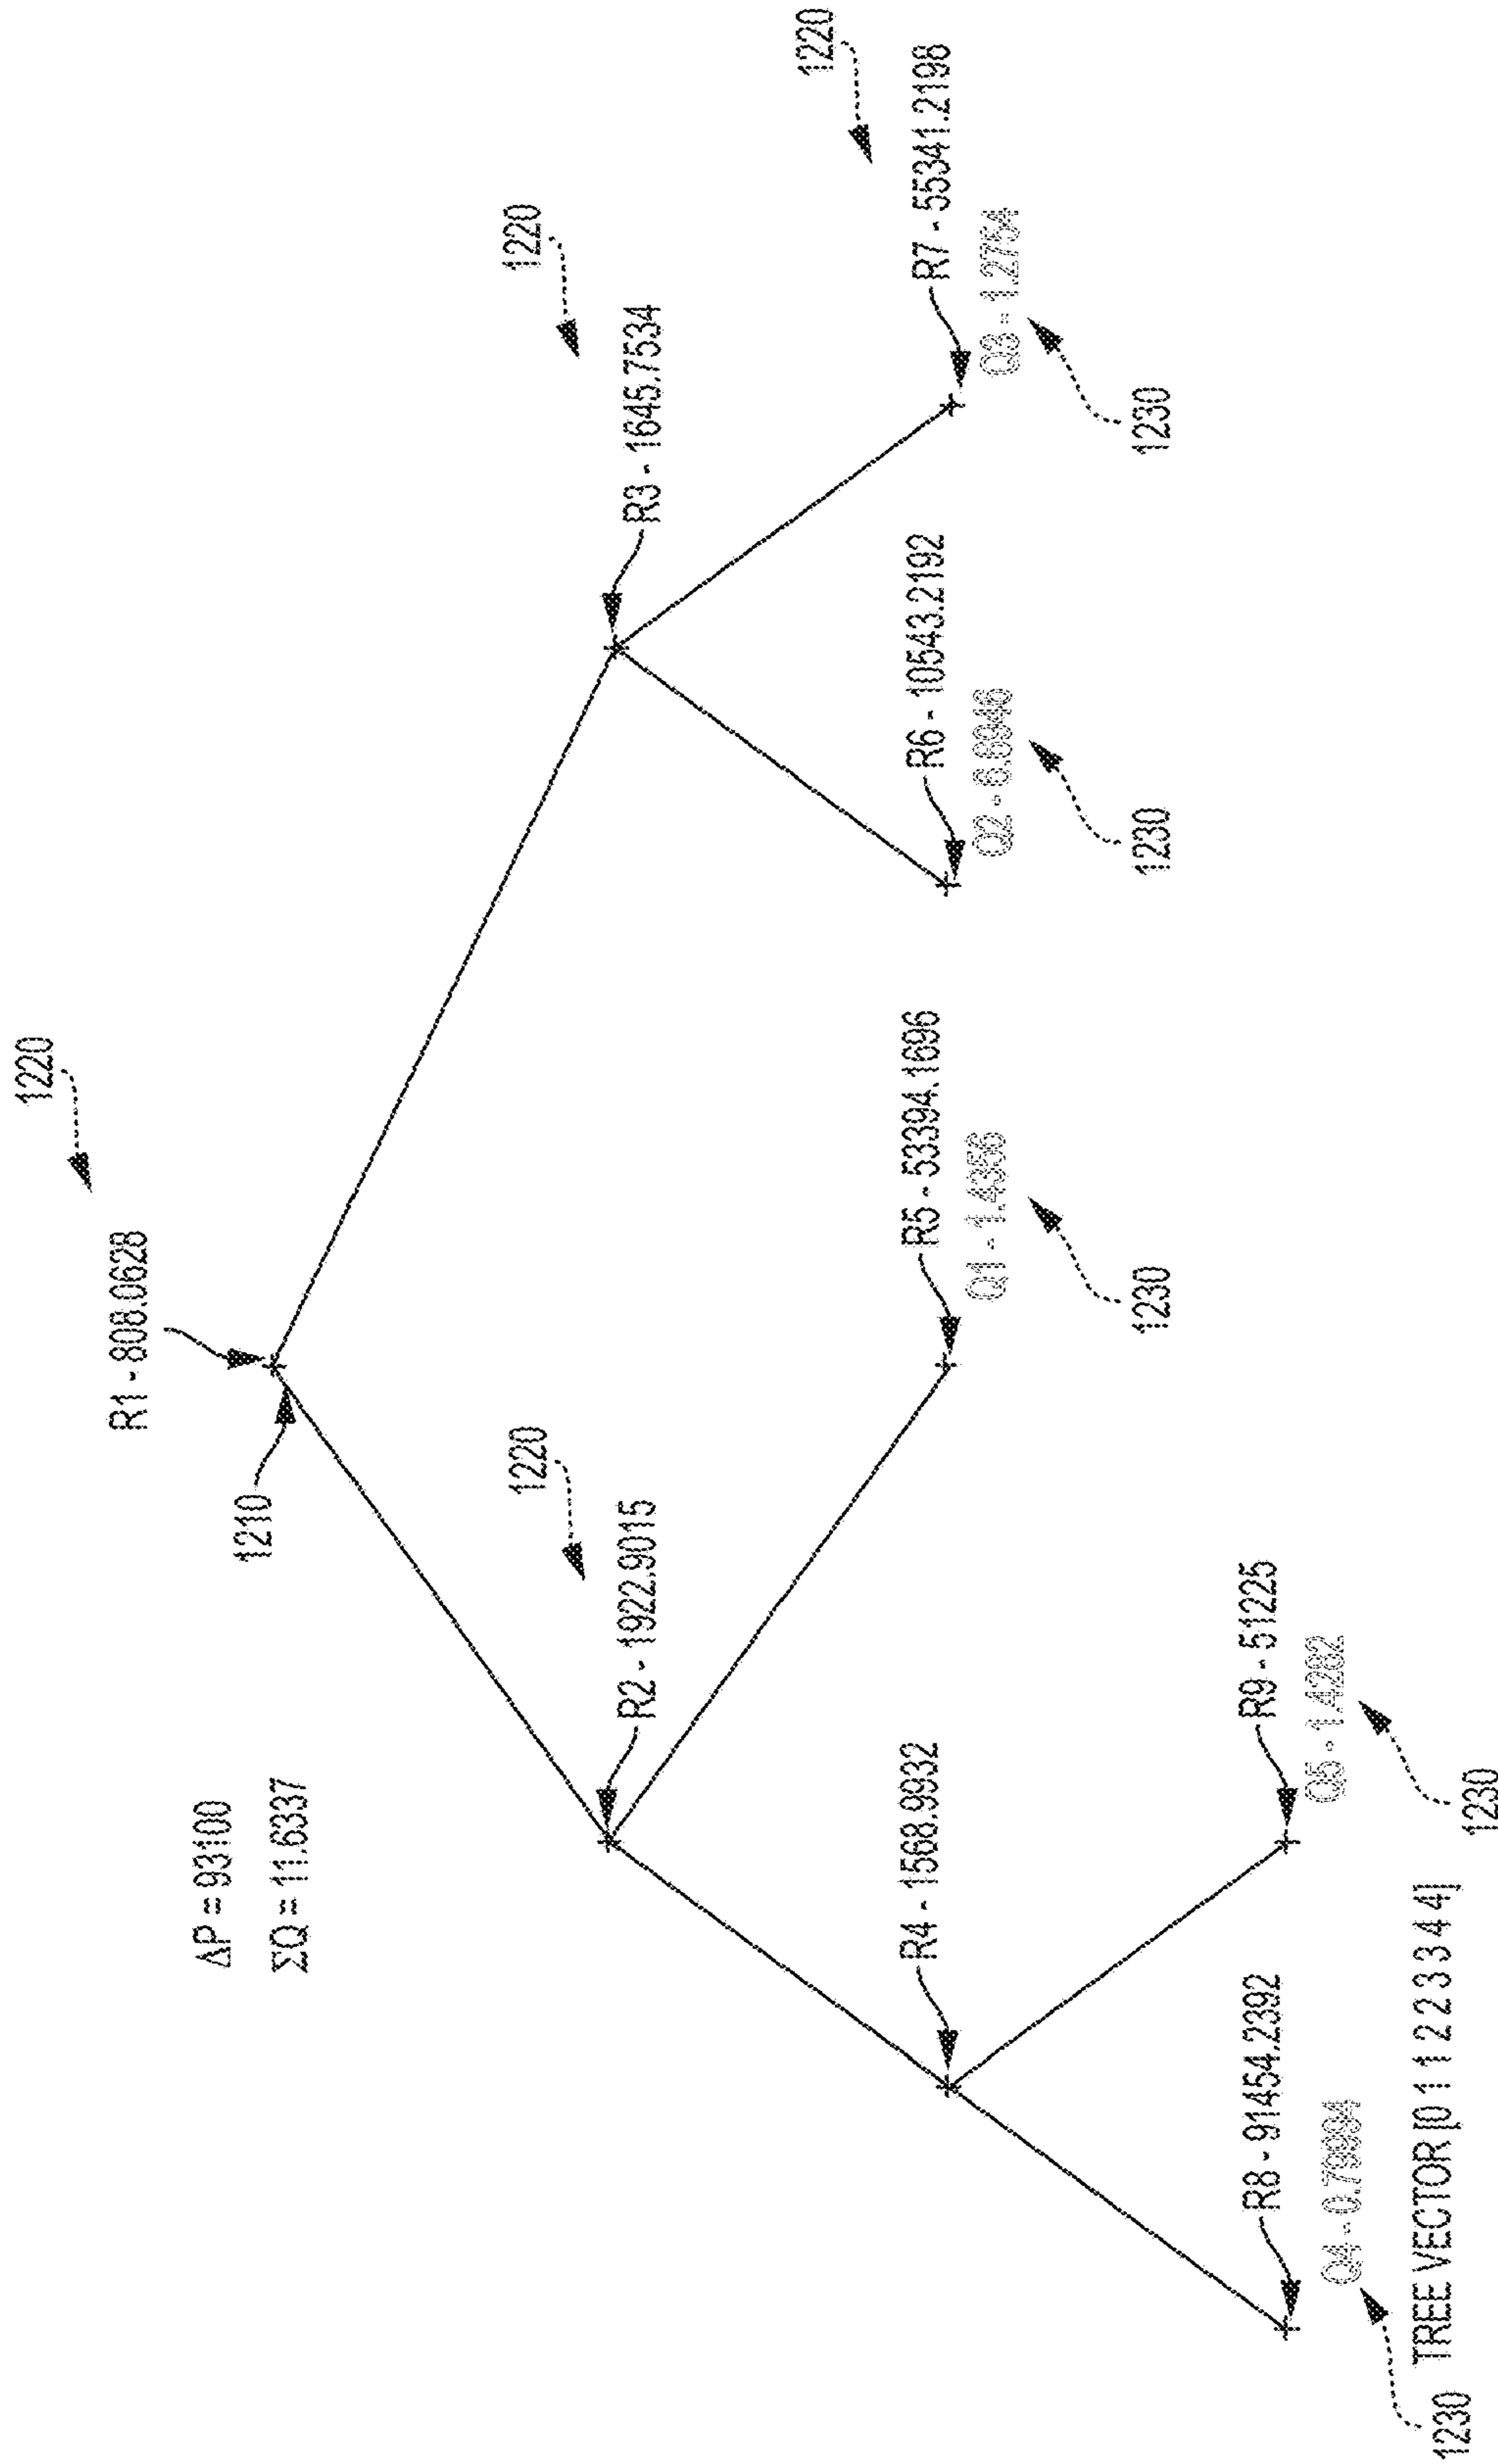 1220
R1 - 808.0628
ΔP = 93100
ΣQ = 11.6337
1210
1220
1220
R2 - 1922.9015
R3 - 1645.7534
1220
R4 - 1568.9932
R5 - 53394.1696
Q1 - 1.4356
R6 - 10543.2192
Q2 - 6.6946
R7 - 55341.2198
Q3 - 1.2754
1230
1230
1230
R8 - 91454.2392
Q4 - 0.79994
R9 - 51225
Q5 - 1.4282
1230
TREE VECTOR [0 1 1 2 2 3 3 4 4]
1230